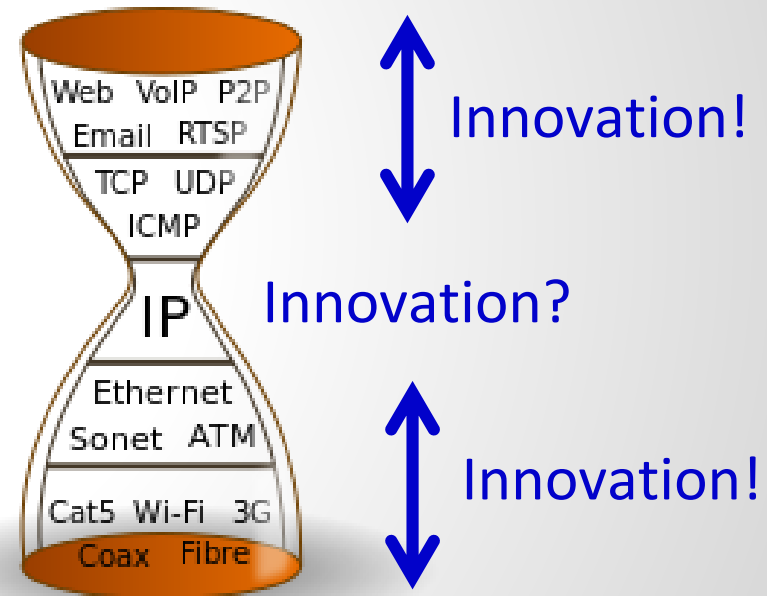 Web VoIP P2P
Email RTSP
Innovation!
TCP UDP
ICMP
IP
Innovation?
Ethernet
Sonet ATM
Innovation!
Cat5 Wi-Fi 3G
Coax Fibre